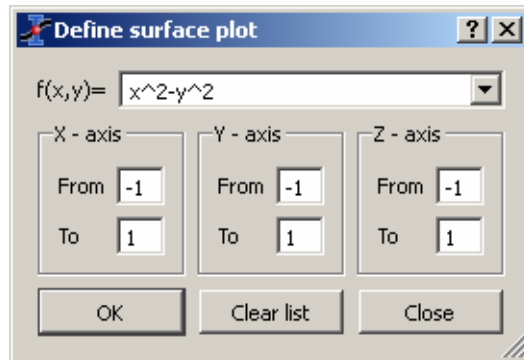 Define surface plot
f(x,y)= x^2-y^2
X - axis Y - axis Z - axis
From -1 From -1 From -1
To 1 To 1 To 1
OK Clear list Close